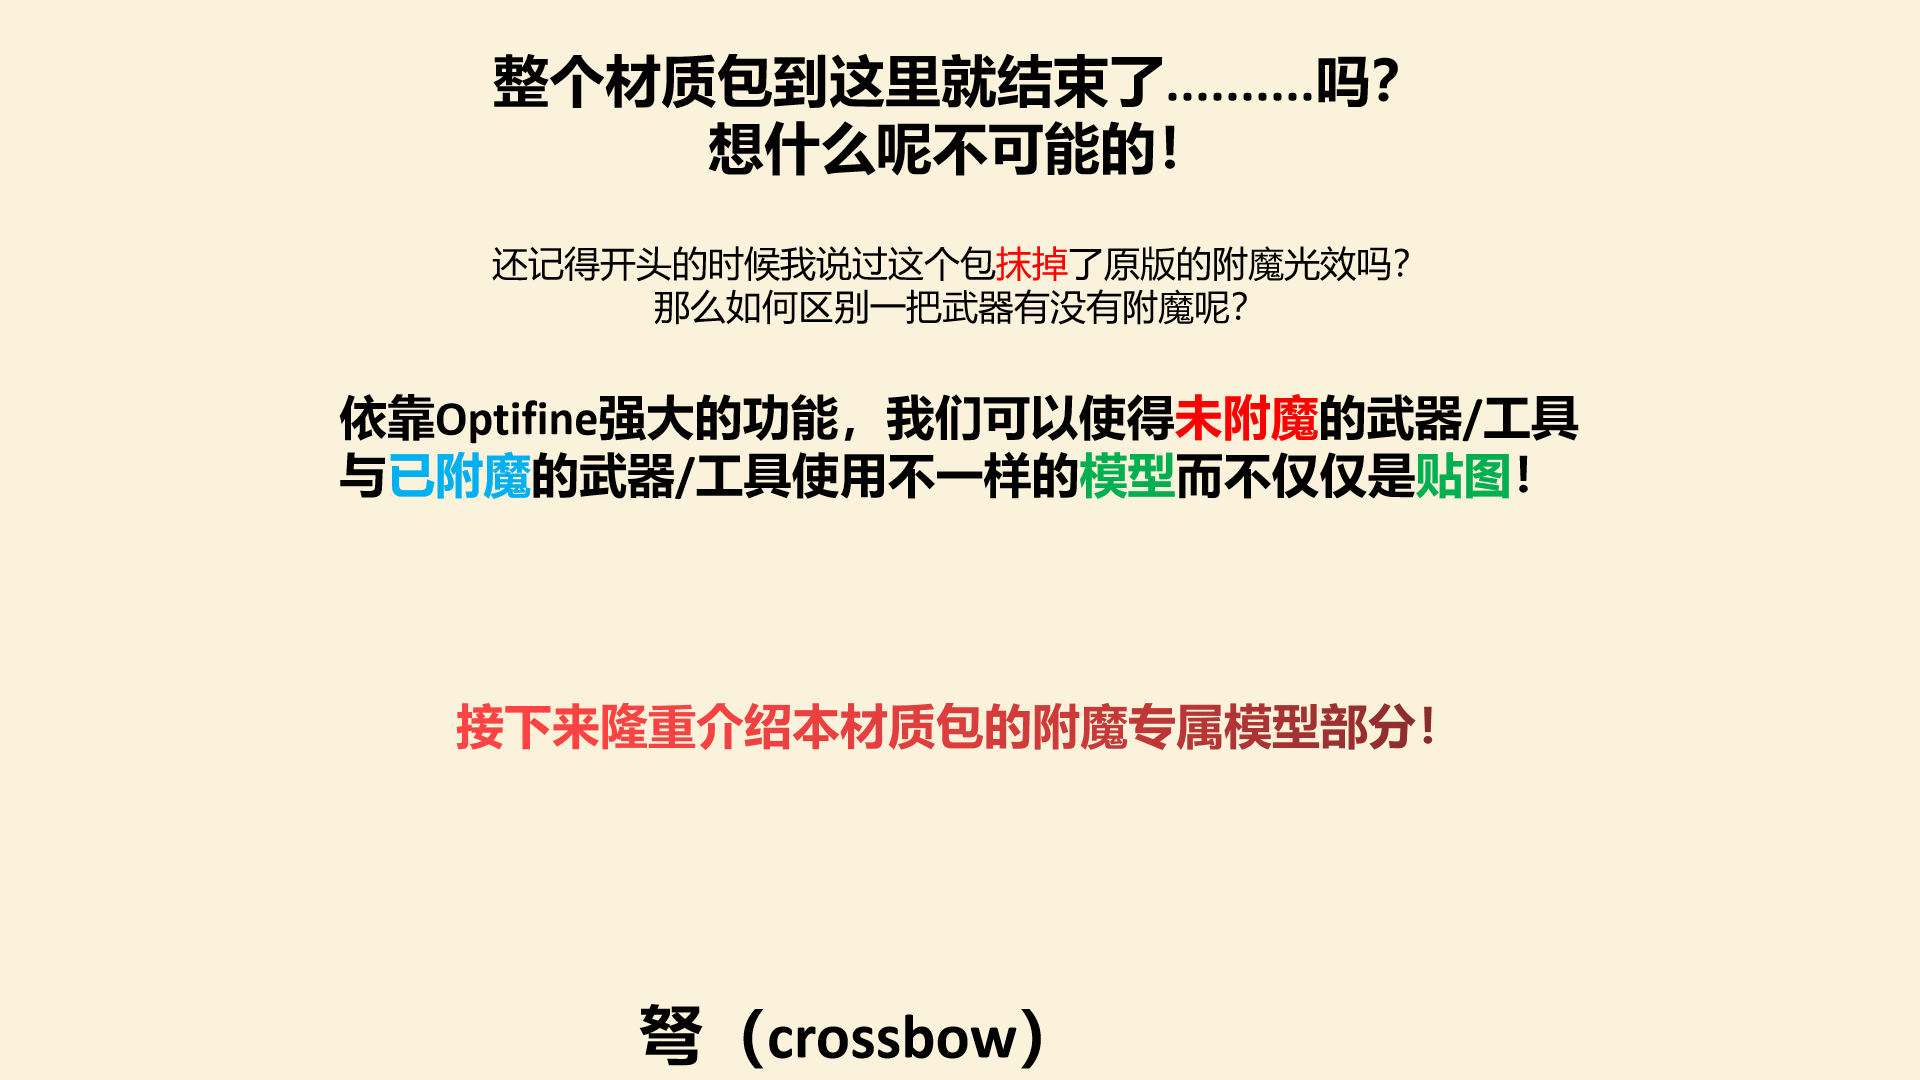 整个材质包到这里就结束了..........吗？
想什么呢不可能的！
还记得开头的时候我说过这个包抹掉了原版的附魔光效吗？
那么如何区别一把武器有没有附魔呢？
依靠Optifine强大的功能，我们可以使得未附魔的武器/工具
与已附魔的武器/工具使用不一样的模型而不仅仅是贴图！
接下来隆重介绍本材质包的附魔专属模型部分！
弩（crossbow）